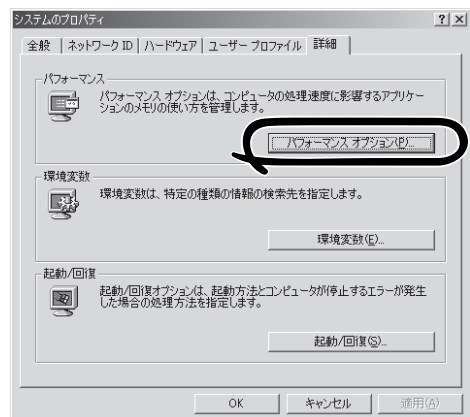 システムのプロパティ
全般 ネットワーク ID ハードウェア ユーザー プロファイル 詳細
パフォーマンス
パフォーマンス オプションは、コンピュータの処理速度に影響するアプリケー
ションのメモリの使い方を管理します。
パフォーマンス オプション(P)...
環境変数
環境変数は、特定の種類の情報の検索先を指定します。
環境変数(E)...
起動/回復
起動/回復オプションは、起動方法とコンピュータが停止するエラーが発生
した場合の処理方法を指定します。
起動/回復(S)...
OK キャンセル 適用(A)